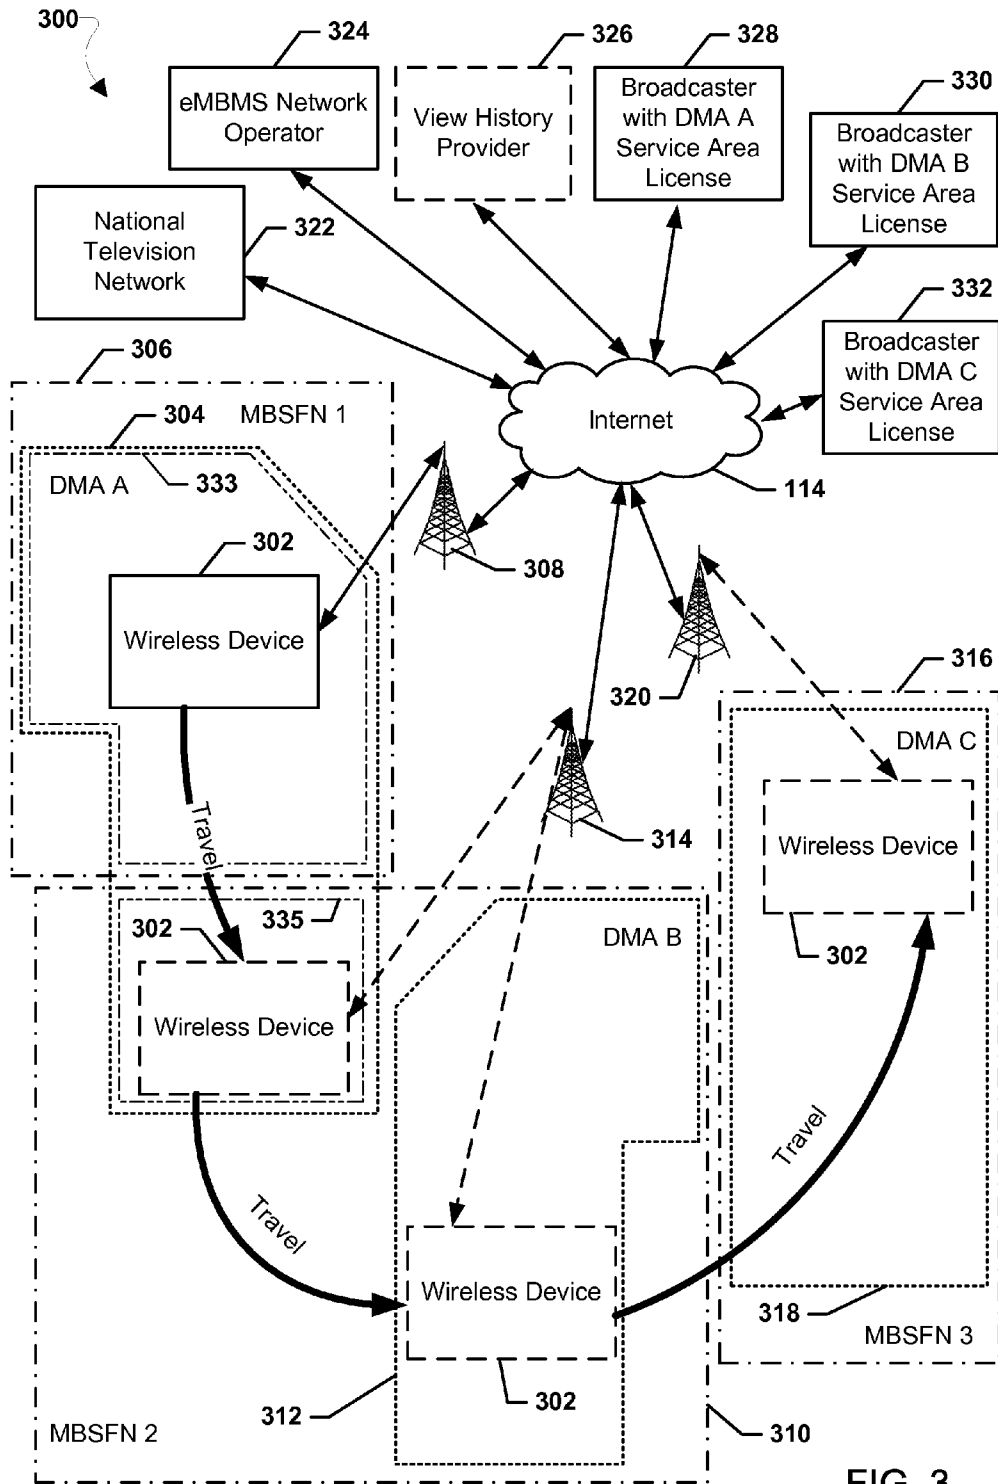 300
324
326
328
330
eMBMS Network
Operator
View History
Provider
Broadcaster
with DMA A
Service Area
License
Broadcaster
with DMA B
Service Area
License
National
Television
Network
322
332
Broadcaster
with DMA C
Service Area
License
306
MBSFN 1
304
DMA A
333
Internet
114
302
308
Wireless Device
320
316
DMA C
314
Wireless Device
302
Travel
335
302
DMA B
Wireless Device
Travel
Travel
Wireless Device
302
312
318
MBSFN 3
MBSFN 2
310
FIG. 3